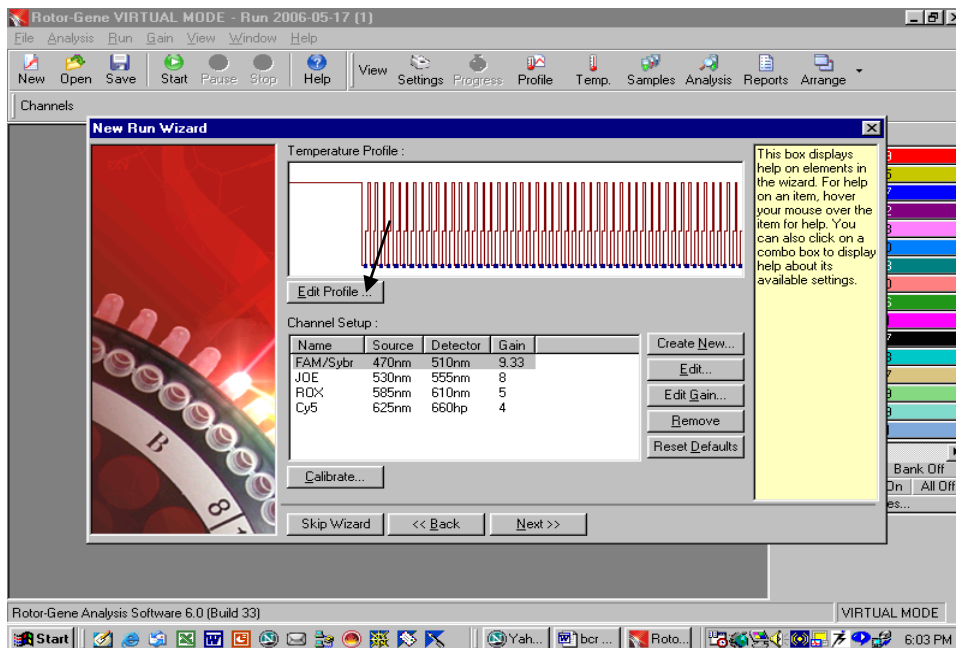 Rotor-Gene VIRTUAL MODE - Run 2006-05-17 (1)
File Analysis Run Gain View Window Help
New Open Save Start Pause Stop Help View Settings Progress Profile Temp. Samples Analysis Reports Arrange
Channels
New Run Wizard
Temperature Profile :
This box displays
help on elements in
the wizard. For help
on an item, hover
your mouse over the
item for help. You
can also click on a
combo box to display
help about its
available settings.
Edit Profile ...
Channel Setup :
Name Source Detector Gain
FAM/Sybr 470nm 510nm 9.33
JOE 530nm 555nm 8
ROX 585nm 610nm 5
Cy5 625nm 660hp 4
Create New...
Edit...
Edit Gain...
Remove
Reset Defaults
Calibrate...
Skip Wizard << Back Next >>
B
8
Bank Off
On All Off
es...
Rotor-Gene Analysis Software 6.0 (Build 33) VIRTUAL MODE
Start Yah... bcr ... Roto... 6:03 PM